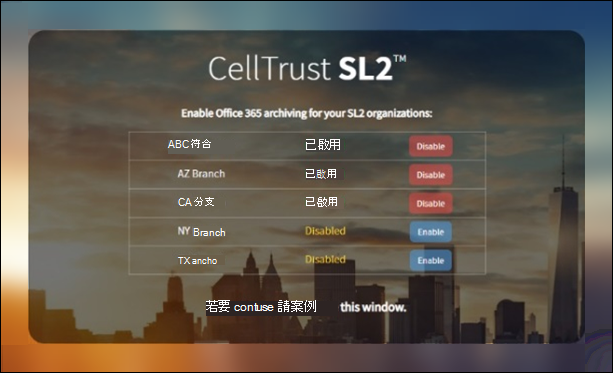 CellTrust SL2™
Enable Office 365 archiving for your SL2 organizations:
ABC符合 已啟用 Disable
AZ Branch 已啟用 Disable
CA 分支 已啟用 Disable
NY Branch Disabled Enable
TX ancho Disabled Enable
若要 contuse 請案例 this window.